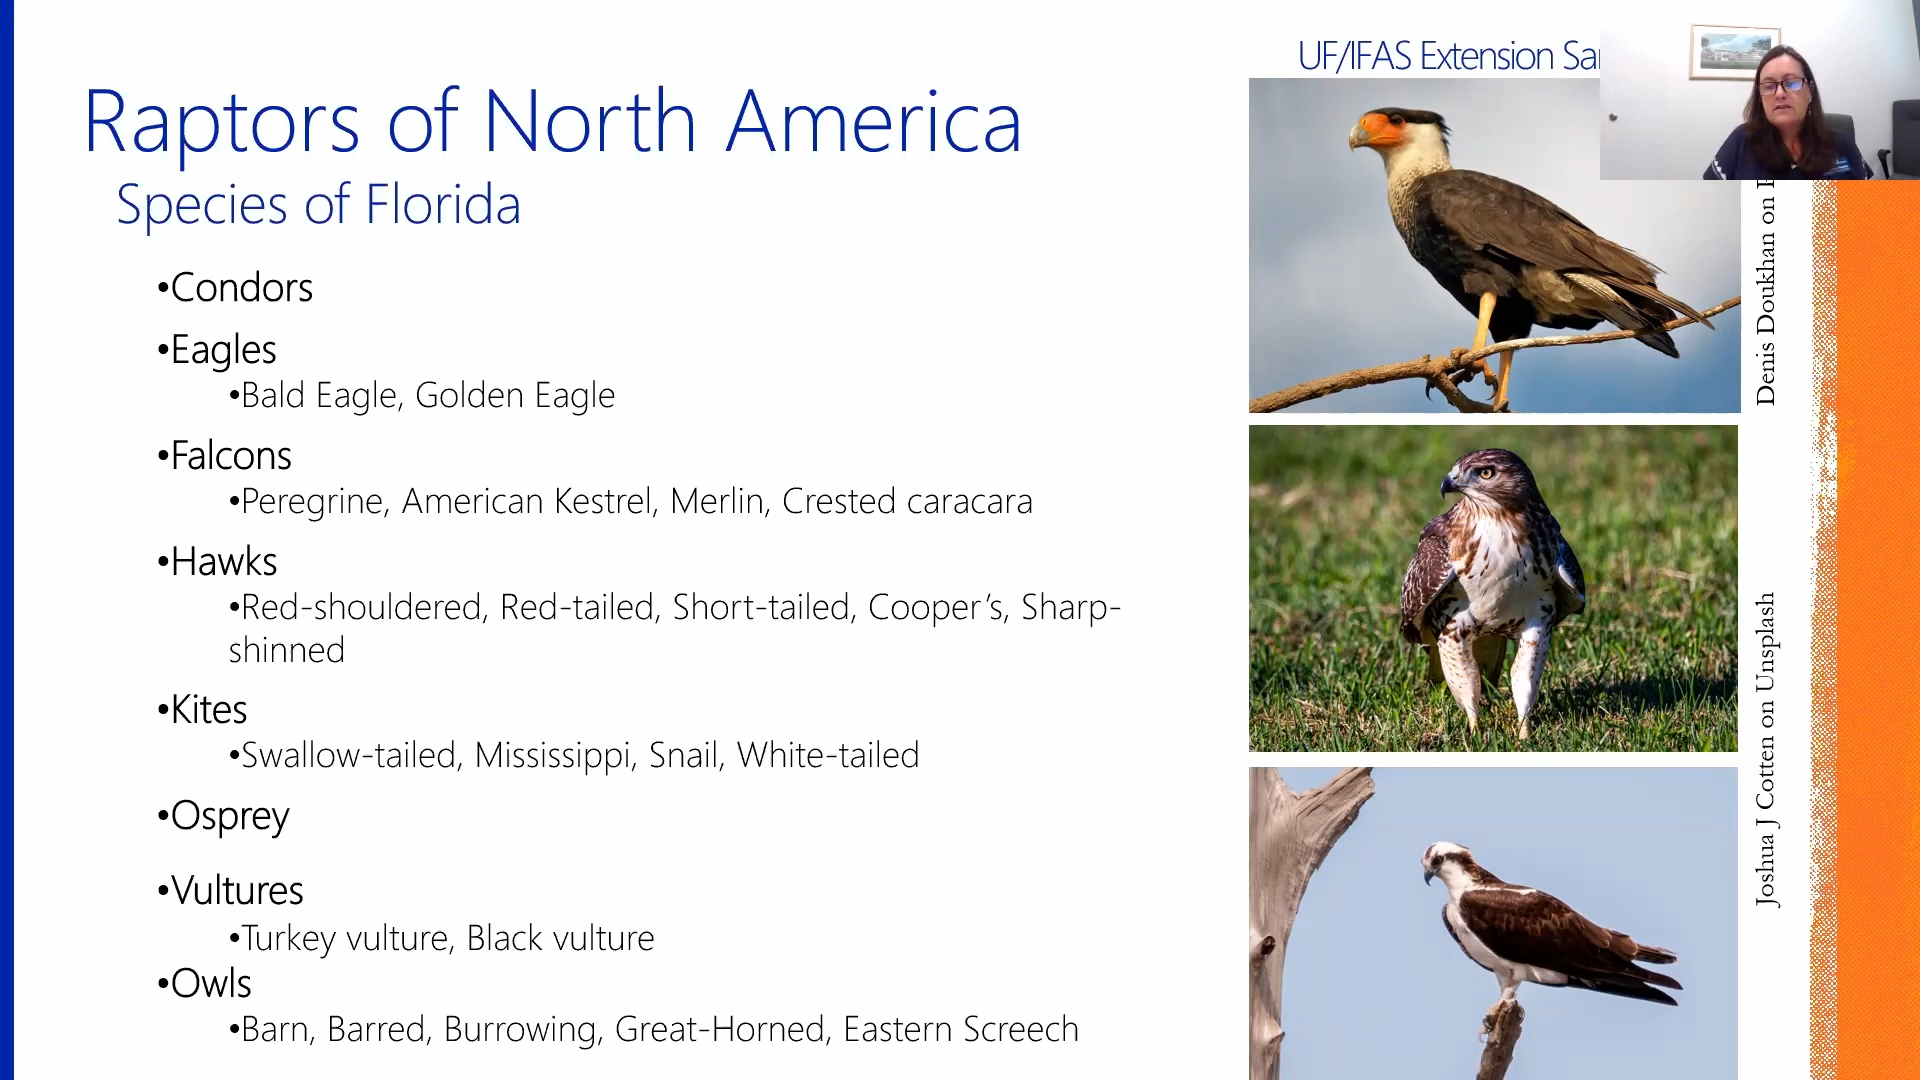 UF/IFAS Extension
Raptors of North America
Species of Florida
•Condors
•Eagles
•Bald Eagle, Golden Eagle
•Falcons
•Peregrine, American Kestrel, Merlin, Crested caracara
•Hawks
•Red-shouldered, Red-tailed, Short-tailed, Cooper’s, Sharp-
shinned
•Kites
•Swallow-tailed, Mississippi, Snail, White-tailed
•Osprey
•Vultures
•Turkey vulture, Black vulture
•Owls
•Barn, Barred, Burrowing, Great-Horned, Eastern Screech
Denis Doukhan on
Joshua J Cotten on Unsplash